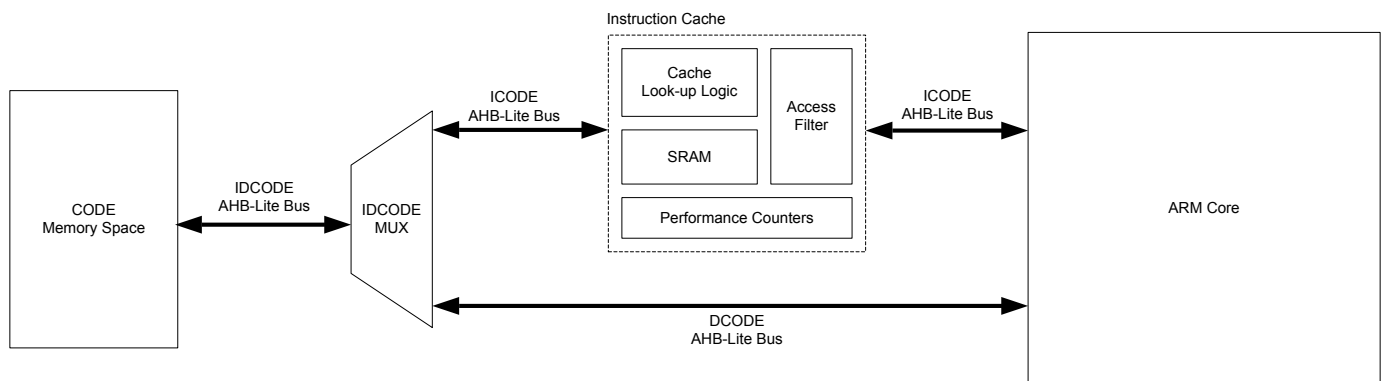 Instruction Cache
Cache
Look-up Logic
Access
Filter
SRAM
Performance Counters
ICODE
AHB-Lite Bus
ICODE
AHB-Lite Bus
IDCODE
AHB-Lite Bus
CODE
Memory Space
IDCODE
MUX
ARM Core
DCODE
AHB-Lite Bus